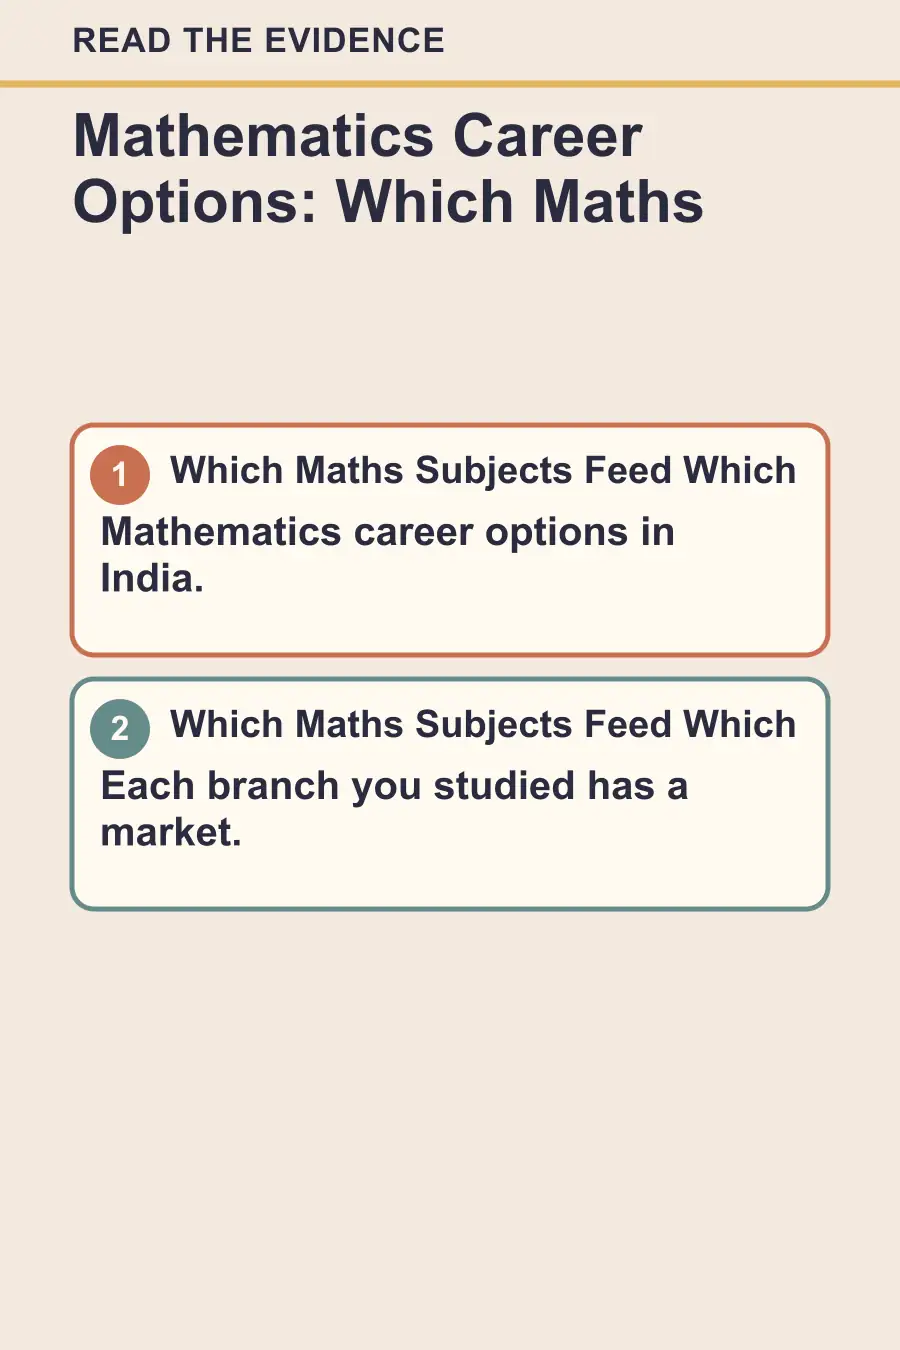 READ THE EVIDENCE
Mathematics Career
Options: Which Maths
1 Which Maths Subjects Feed Which
Mathematics career options in
India.
2 Which Maths Subjects Feed Which
Each branch you studied has a
market.